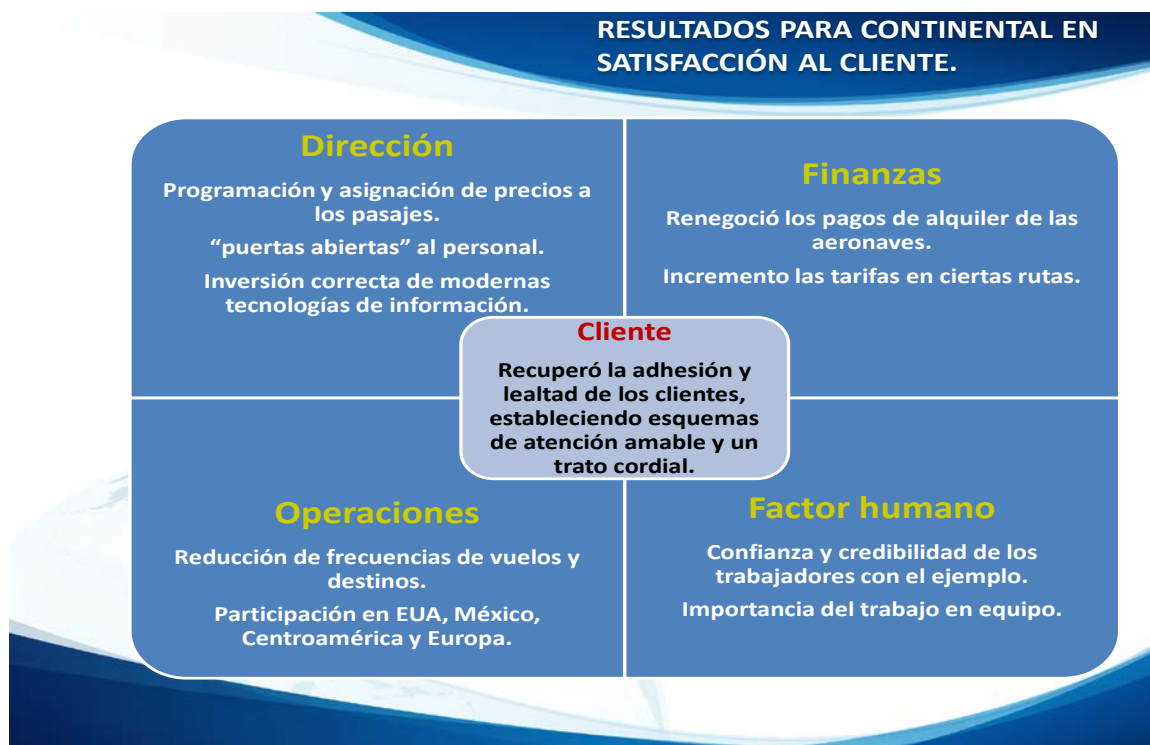 RESULTADOS PARA CONTINENTAL EN
SATISFACCIÓN AL CLIENTE.
Dirección
Programación y asignación de precios a
los pasajes.
“puertas abiertas” al personal.
Inversión correcta de modernas
tecnologías de información.
Finanzas
Renegoció los pagos de alquiler de las
aeronaves.
Incremento las tarifas en ciertas rutas.
Cliente
Recuperó la adhesión y
lealtad de los clientes,
estableciendo esquemas
de atención amable y un
trato cordial.
Operaciones
Reducción de frecuencias de vuelos y
destinos.
Participación en EUA, México,
Centroamérica y Europa.
Factor humano
Confianza y credibilidad de los
trabajadores con el ejemplo.
Importancia del trabajo en equipo.